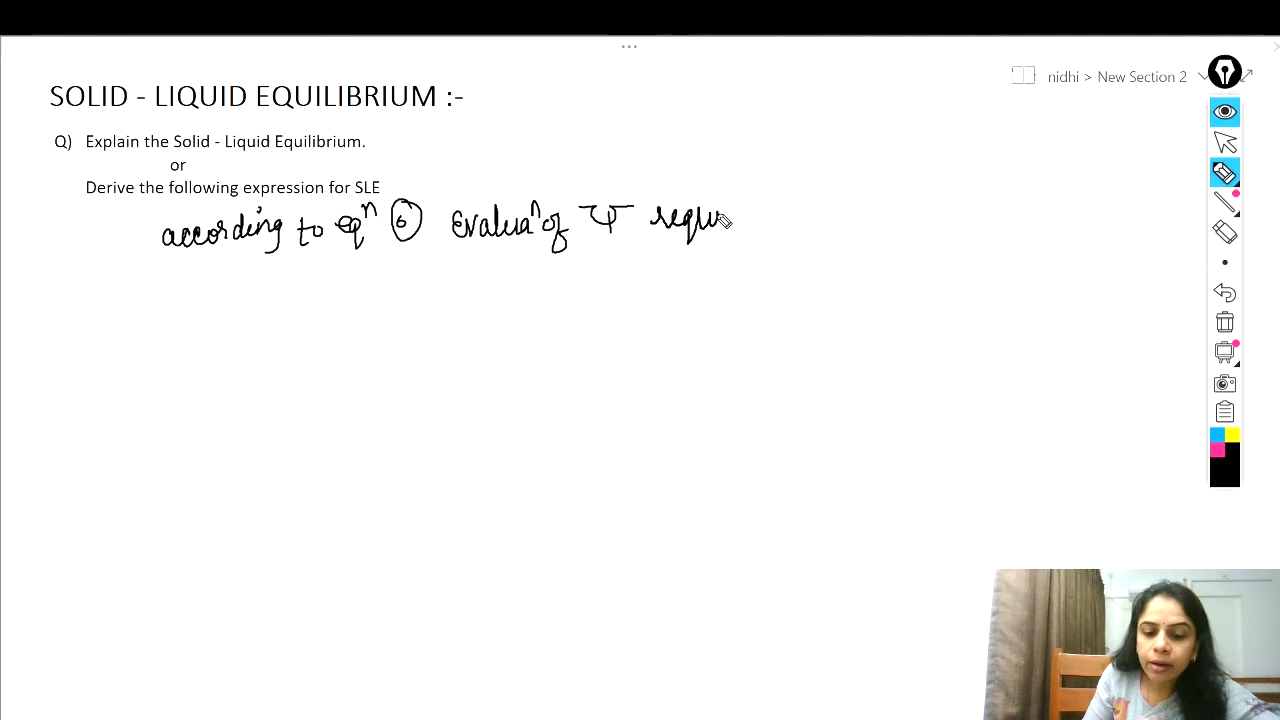 ...
nidhi > New Section 2
SOLID - LIQUID EQUILIBRIUM :-
Q) Explain the Solid - Liquid Equilibrium.
or
Derive the following expression for SLE
according to eqⁿ ⑥ Evaluaⁿ of Ψ requ